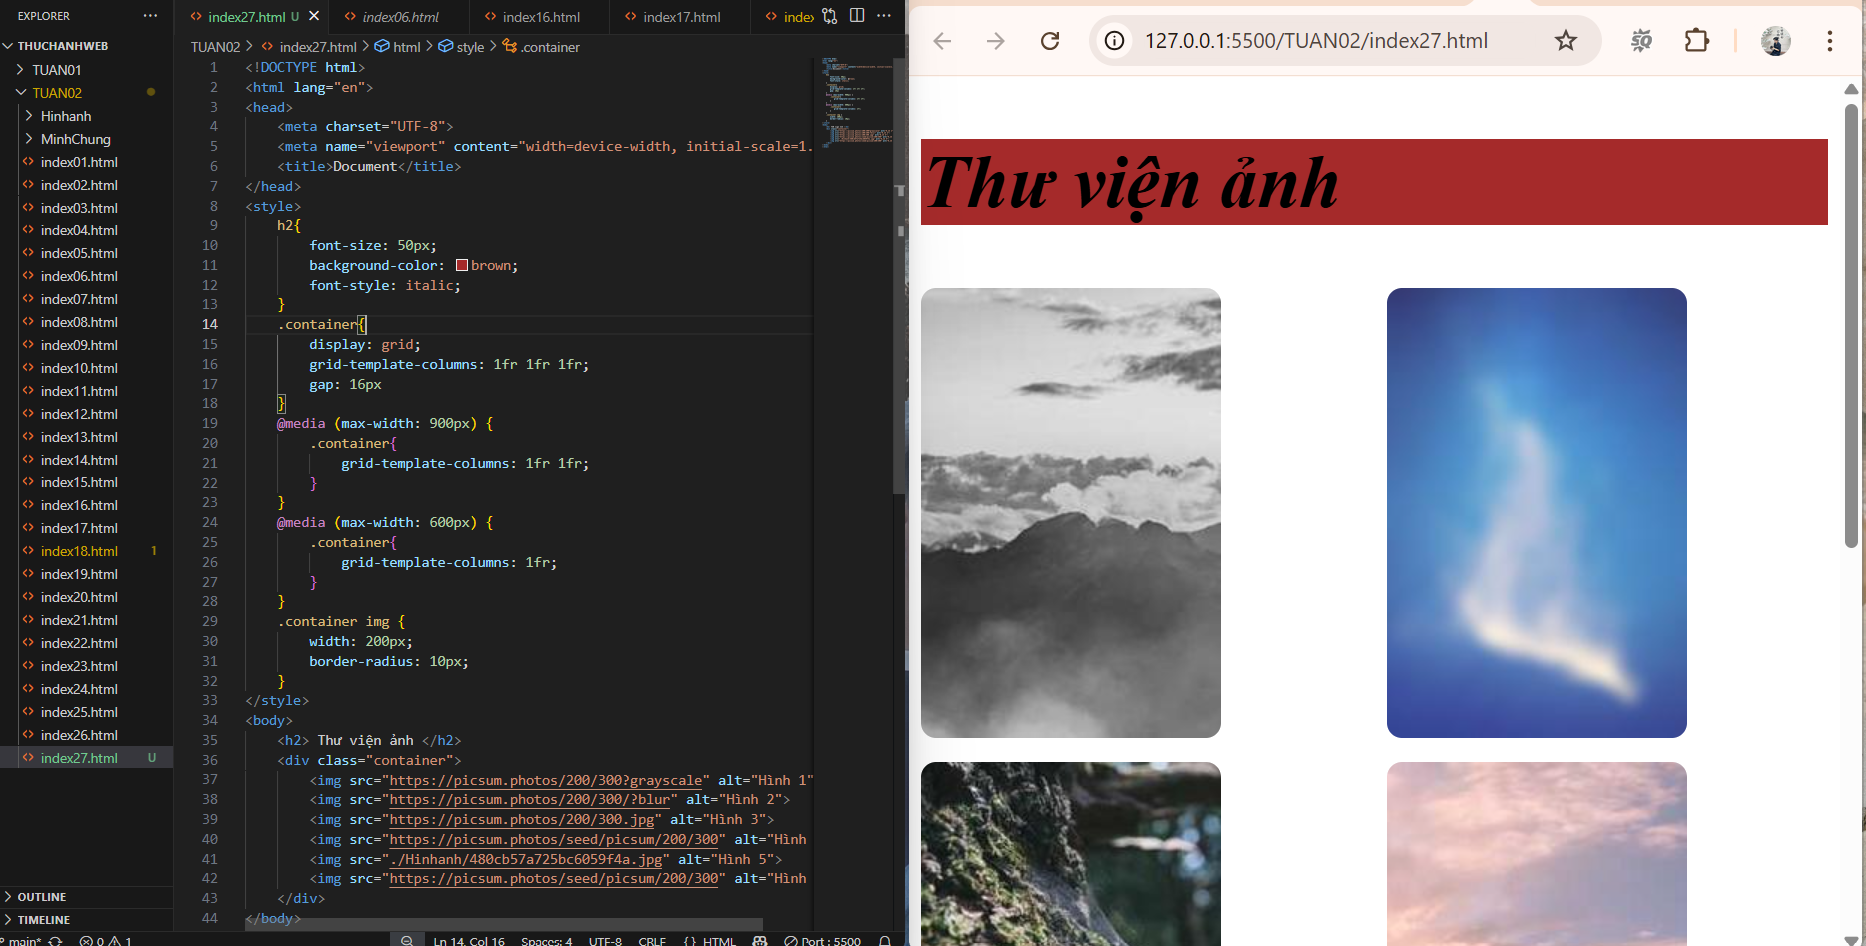 EXPLORER
THUCHANHWEB
TUAN01
TUAN02
Hinhanh
MinhChung
index01.html
index02.html
index03.html
index04.html
index05.html
index06.html
index07.html
index08.html
index09.html
index10.html
index11.html
index12.html
index13.html
index14.html
index15.html
index16.html
index17.html
index18.html 1
index19.html
index20.html
index21.html
index22.html
index23.html
index24.html
index25.html
index26.html
index27.html U
OUTLINE
TIMELINE
index27.html U index06.html index16.html index17.html index
TUAN02 > index27.html > html > style > .container
1 <!DOCTYPE html>
2 <html lang="en">
3 <head>
4 <meta charset="UTF-8">
5 <meta name="viewport" content="width=device-width, initial-scale=1.
6 <title>Document</title>
7 </head>
8 <style>
9 h2{
10 font-size: 50px;
11 background-color: brown;
12 font-style: italic;
13 }
14 .container{
15 display: grid;
16 grid-template-columns: 1fr 1fr 1fr;
17 gap: 16px
18 }
19 @media (max-width: 900px) {
20 .container{
21 grid-template-columns: 1fr 1fr;
22 }
23 }
24 @media (max-width: 600px) {
25 .container{
26 grid-template-columns: 1fr;
27 }
28 }
29 .container img {
30 width: 200px;
31 border-radius: 10px;
32 }
33 </style>
34 <body>
35 <h2> Thư viện ảnh </h2>
36 <div class="container">
37 <img src="https://picsum.photos/200/300?grayscale" alt="Hình 1"
38 <img src="https://picsum.photos/200/300/?blur" alt="Hình 2">
39 <img src="https://picsum.photos/200/300.jpg" alt="Hình 3">
40 <img src="https://picsum.photos/seed/picsum/200/300" alt="Hình
41 <img src="./Hinhanh/480cb57a725bc6059f4a.jpg" alt="Hình 5">
42 <img src="https://picsum.photos/seed/picsum/200/300" alt="Hình
43 </div>
44 </body>
main* 0 1 Ln 14, Col 16 Spaces: 4 UTF-8 CRLF {} HTML Port : 5500
127.0.0.1:5500/TUAN02/index27.html
Thư viện ảnh